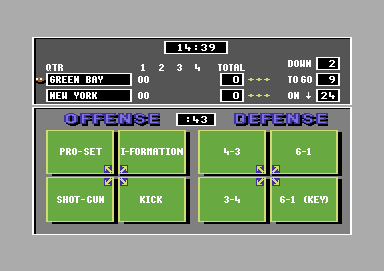 14:39
QTR 1 2 3 4 TOTAL DOWN 2
GREEN BAY 00 0 TO GO 9
NEW YORK 00 0 ON ↓ 24
OFFENSE :43 DEFENSE
PRO-SET I-FORMATION 4-3 6-1
SHOT-GUN KICK 3-4 6-1 (KEY)